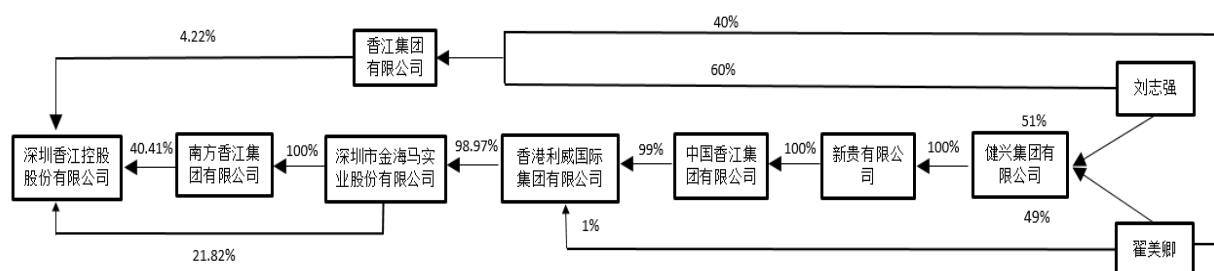 40%
4.22%
香江集团
有限公司
60%
刘志强
51%
深圳香江控股
股份有限公司
40.41%
南方香江集
团有限公司
100%
深圳市金海马实
业股份有限公司
98.97%
香港利威国际
集团有限公司
99%
中国香江集
团有限公司
100%
新贵有限公
司
100%
健兴集团有
限公司
49%
1%
翟美卿
21.82%